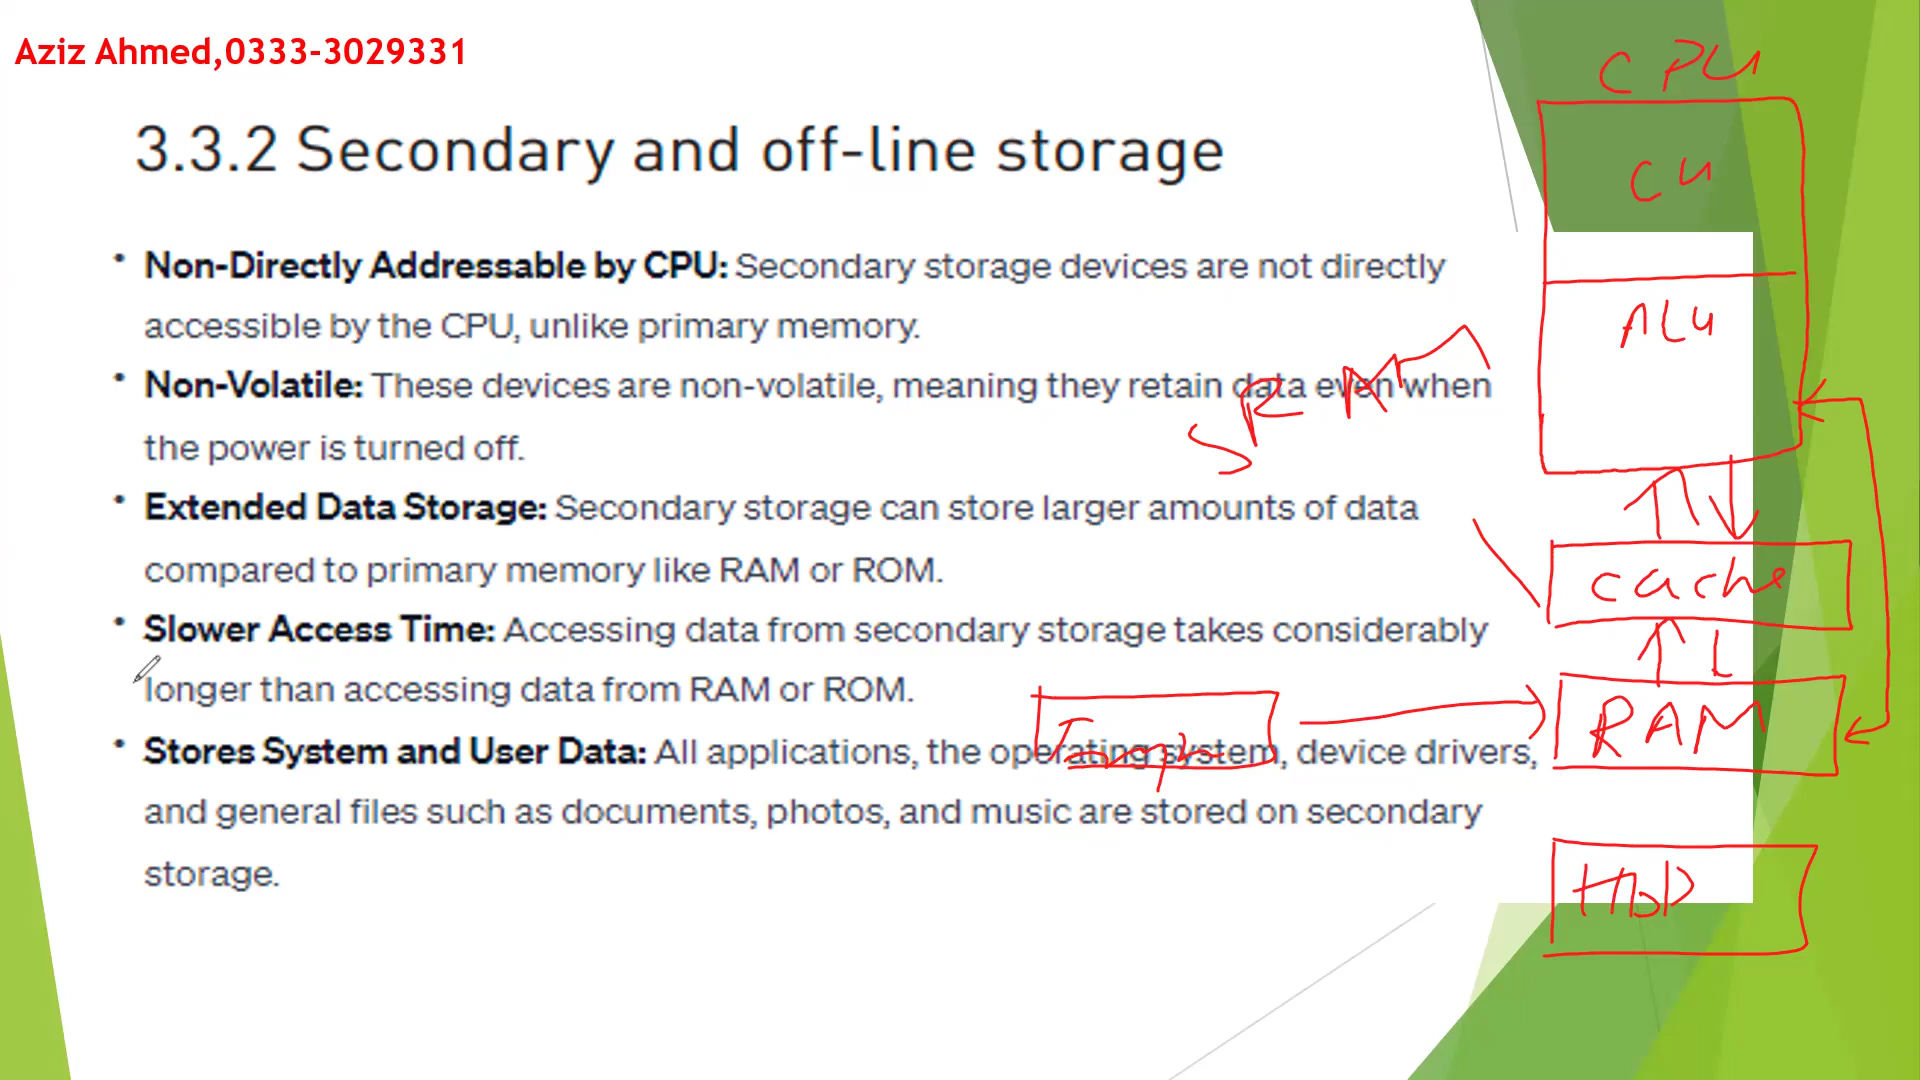 Aziz Ahmed,0333-3029331
3.3.2 Secondary and off-line storage
• Non-Directly Addressable by CPU: Secondary storage devices are not directly
accessible by the CPU, unlike primary memory.
• Non-Volatile: These devices are non-volatile, meaning they retain data even when
the power is turned off.
• Extended Data Storage: Secondary storage can store larger amounts of data
compared to primary memory like RAM or ROM.
• Slower Access Time: Accessing data from secondary storage takes considerably
longer than accessing data from RAM or ROM.
• Stores System and User Data: All applications, the operating system, device drivers,
and general files such as documents, photos, and music are stored on secondary
storage.
CPU
CU
ALU
cache
RAM
HDD